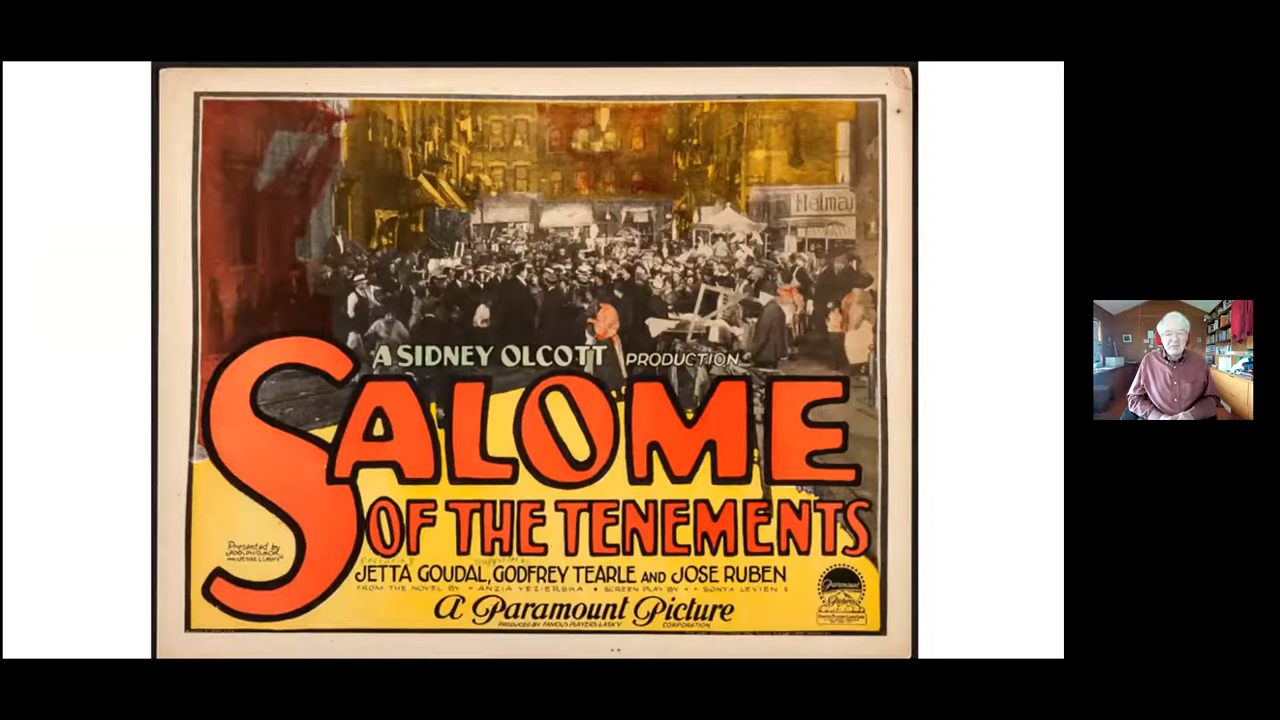 Helmar
A SIDNEY OLCOTT PRODUCTION
SALOME
OF THE TENEMENTS
Presented by
ADOLPH ZUKOR
AND JESSE L. LASKY
JETTA GOUDAL, GODFREY TEARLE AND JOSE RUBEN
FROM THE NOVEL BY ANZIA YEZIERSKA • SCREEN PLAY BY SONYA LEVIEN
A Paramount Picture
PRODUCED BY FAMOUS PLAYERS-LASKY CORPORATION
Paramount
Pictures